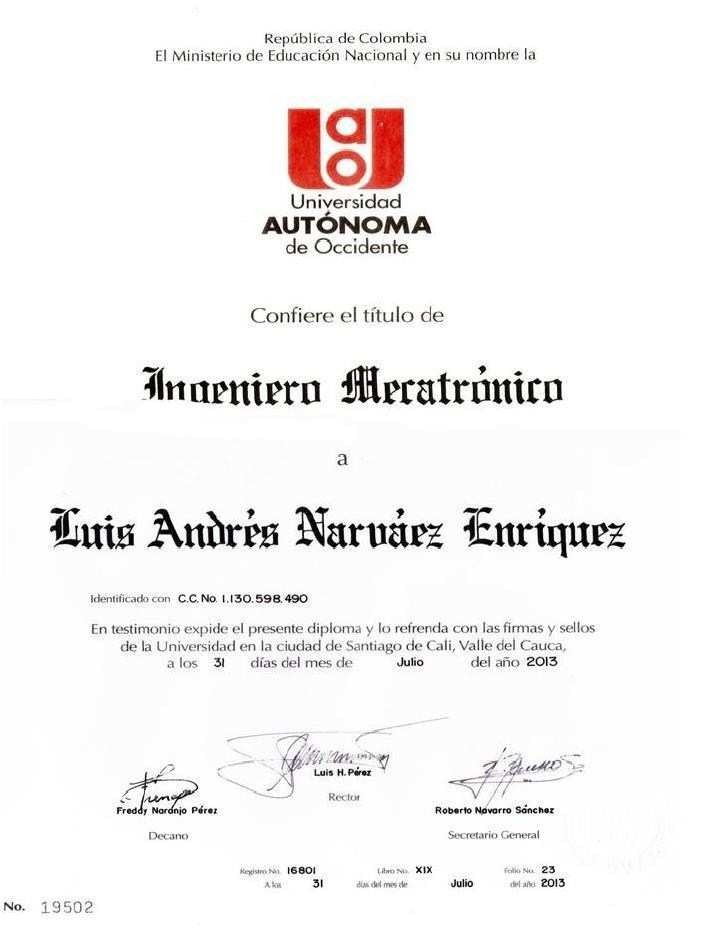 República de Colombia
El Ministerio de Educación Nacional y en su nombre la
Universidad
AUTÓNOMA
de Occidente
Confiere el título de
Ingeniero Mecatrónico
a
Luis Andrés Narváez Enríquez
Identificado con C.C. No. 1.130.598.490
En testimonio expide el presente diploma y lo refrenda con las firmas y sellos
de la Universidad en la ciudad de Santiago de Cali, Valle del Cauca,
a los 31 días del mes de Julio del año 2013
Luis H. Pérez
Rector
Freddy Naranjo Pérez
Decano
Roberto Navarro Sánchez
Secretario General
Registro No. 16801 Libro No. XIX Folio No. 23
A los 31 días del mes de Julio del año 2013
No. 19502